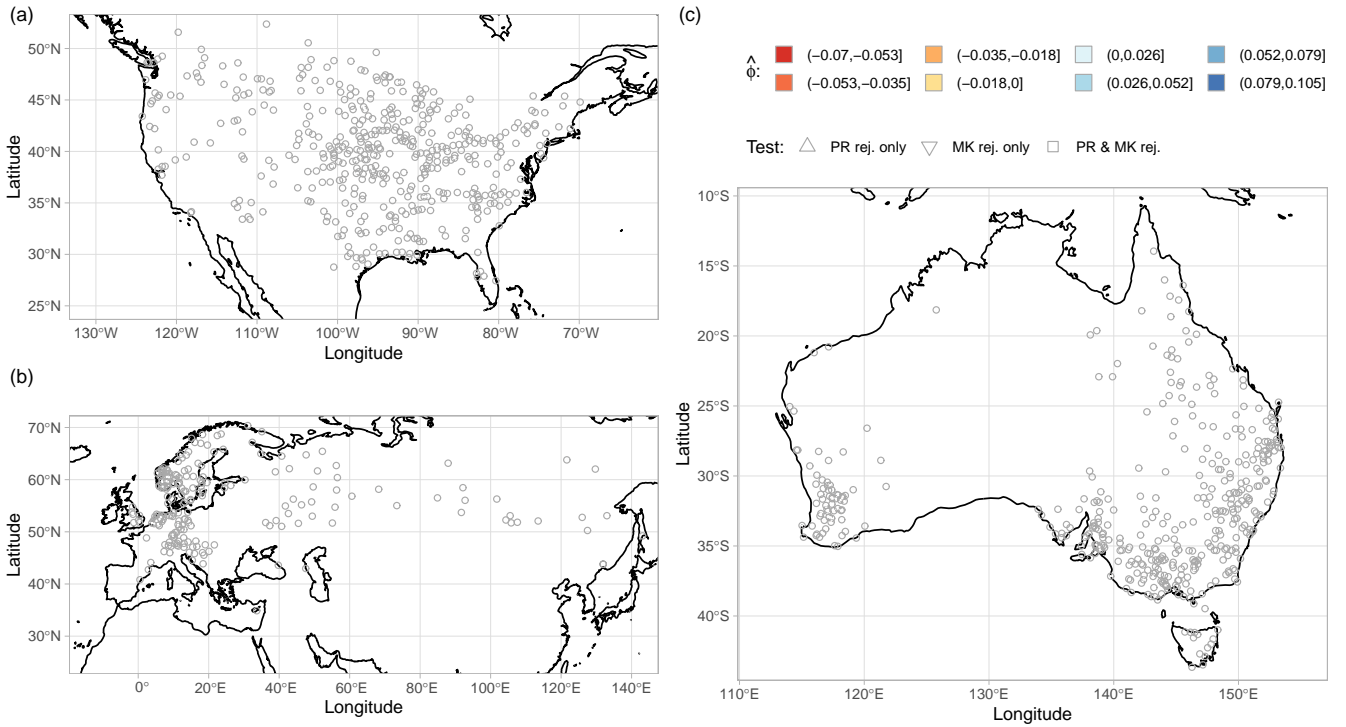 (a)
50°N
45°N
40°N
35°N
30°N
25°N
Latitude
130°W 120°W 110°W 100°W 90°W 80°W 70°W
Longitude
(b)
70°N
60°N
50°N
40°N
30°N
Latitude
0° 20°E 40°E 60°E 80°E 100°E 120°E 140°E
Longitude
(c)
ϕ̂:
(−0.07,−0.053] (−0.035,−0.018] (0,0.026] (0.052,0.079]
(−0.053,−0.035] (−0.018,0] (0.026,0.052] (0.079,0.105]
Test: PR rej. only MK rej. only PR & MK rej.
10°S
15°S
20°S
25°S
30°S
35°S
40°S
Latitude
110°E 120°E 130°E 140°E 150°E
Longitude